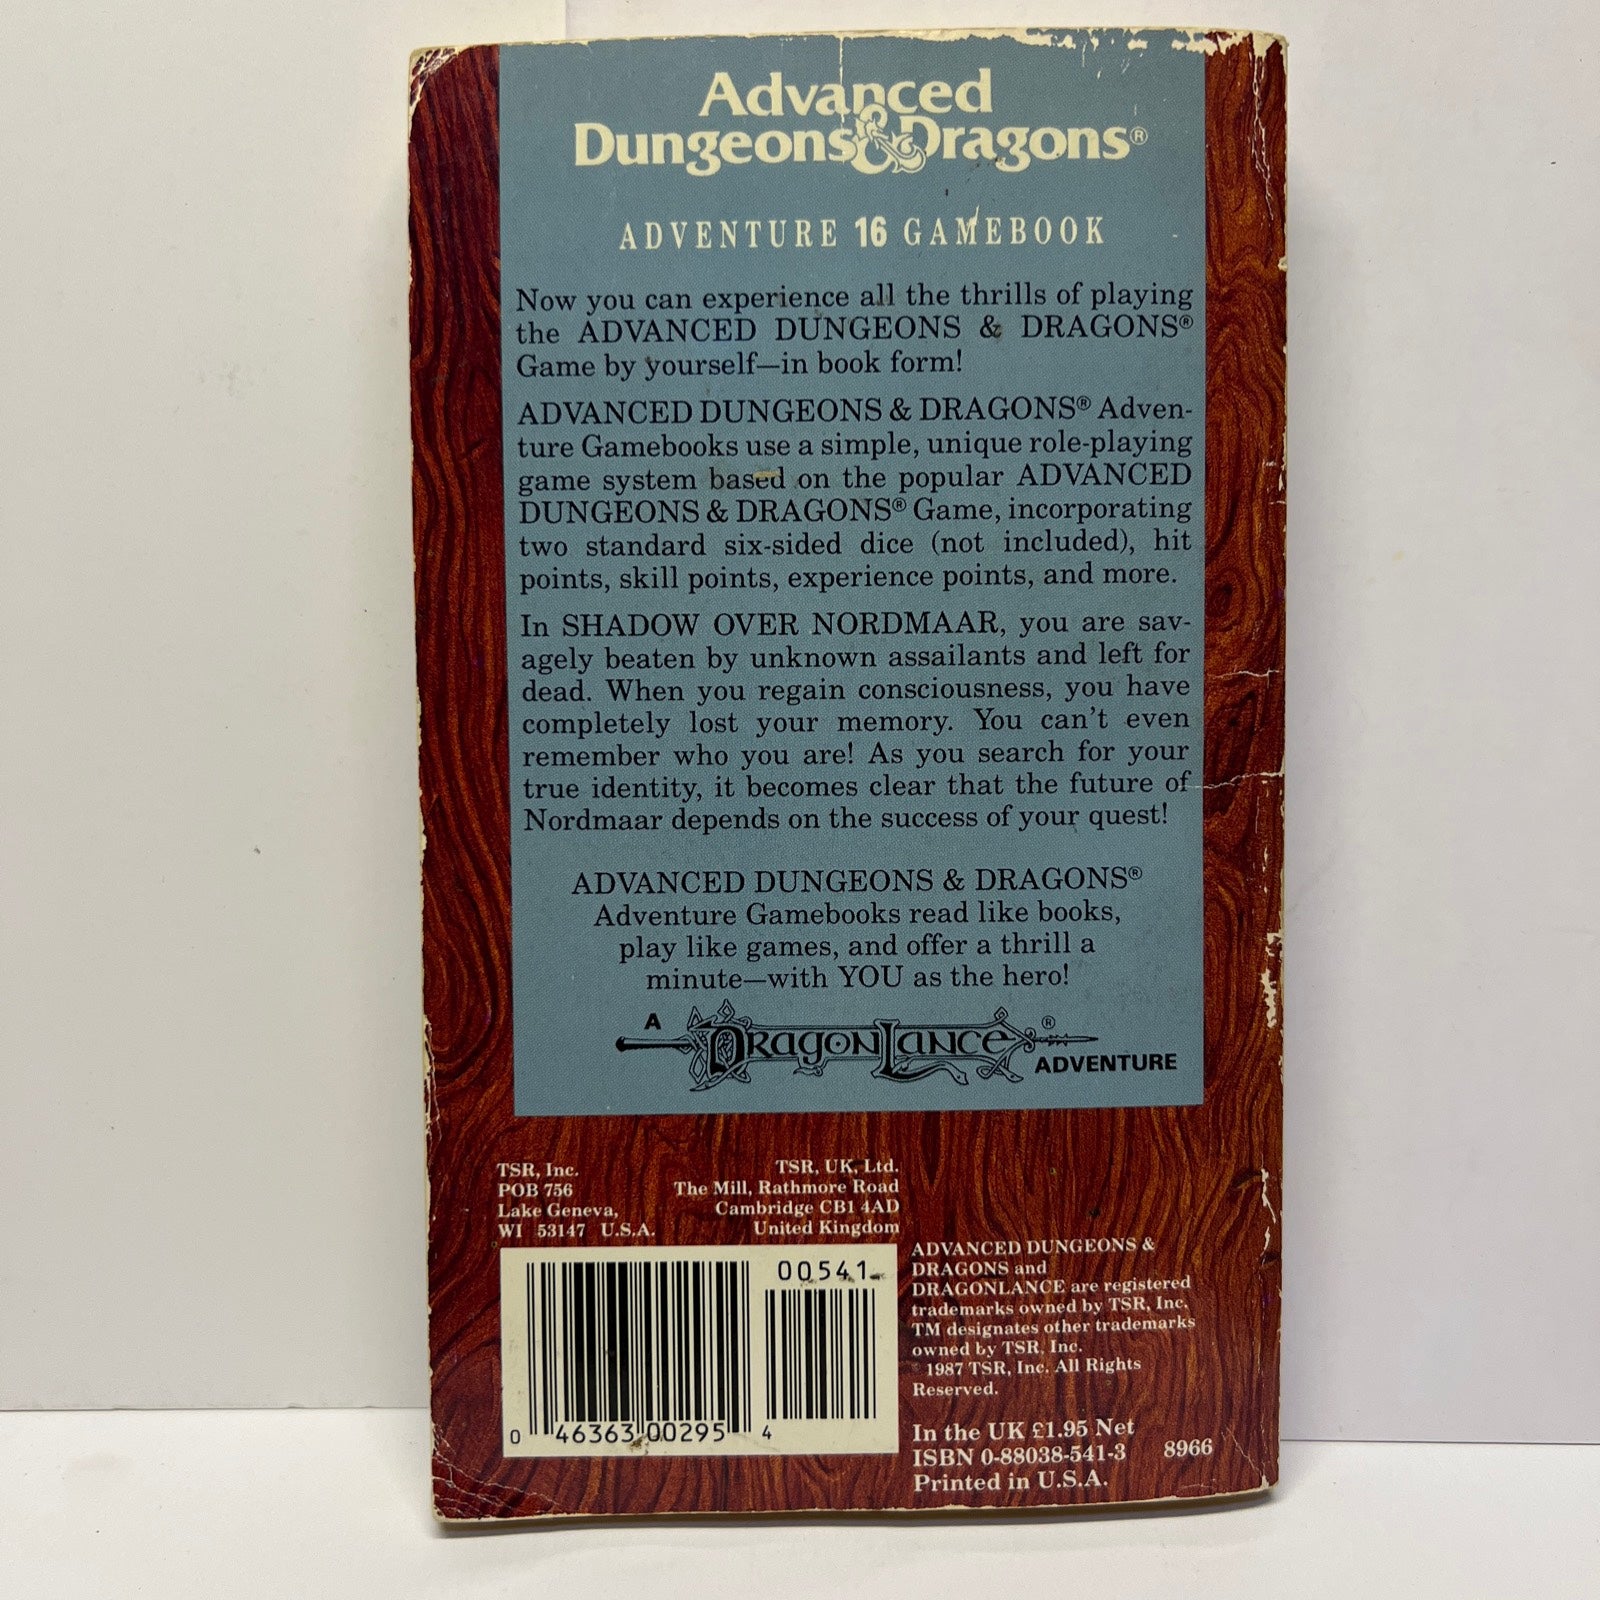 Advanced
Dungeons & Dragons®
ADVENTURE 16 GAMEBOOK
Now you can experience all the thrills of playing
the ADVANCED DUNGEONS & DRAGONS®
Game by yourself—in book form!
ADVANCED DUNGEONS & DRAGONS® Adven-
ture Gamebooks use a simple, unique role-playing
game system based on the popular ADVANCED
DUNGEONS & DRAGONS® Game, incorporating
two standard six-sided dice (not included), hit
points, skill points, experience points, and more.
In SHADOW OVER NORDMAAR, you are sav-
agely beaten by unknown assailants and left for
dead. When you regain consciousness, you have
completely lost your memory. You can't even
remember who you are! As you search for your
true identity, it becomes clear that the future of
Nordmaar depends on the success of your quest!
ADVANCED DUNGEONS & DRAGONS®
Adventure Gamebooks read like books,
play like games, and offer a thrill a
minute—with YOU as the hero!
A DRAGONLANCE® ADVENTURE
TSR, Inc.
POB 756
Lake Geneva,
WI 53147 U.S.A.
TSR, UK, Ltd.
The Mill, Rathmore Road
Cambridge CB1 4AD
United Kingdom
00541
0 46363 00295 4
ADVANCED DUNGEONS &
DRAGONS and
DRAGONLANCE are registered
trademarks owned by TSR, Inc.
TM designates other trademarks
owned by TSR, Inc.
1987 TSR, Inc. All Rights
Reserved.
In the UK £1.95 Net
ISBN 0-88038-541-3 8966
Printed in U.S.A.